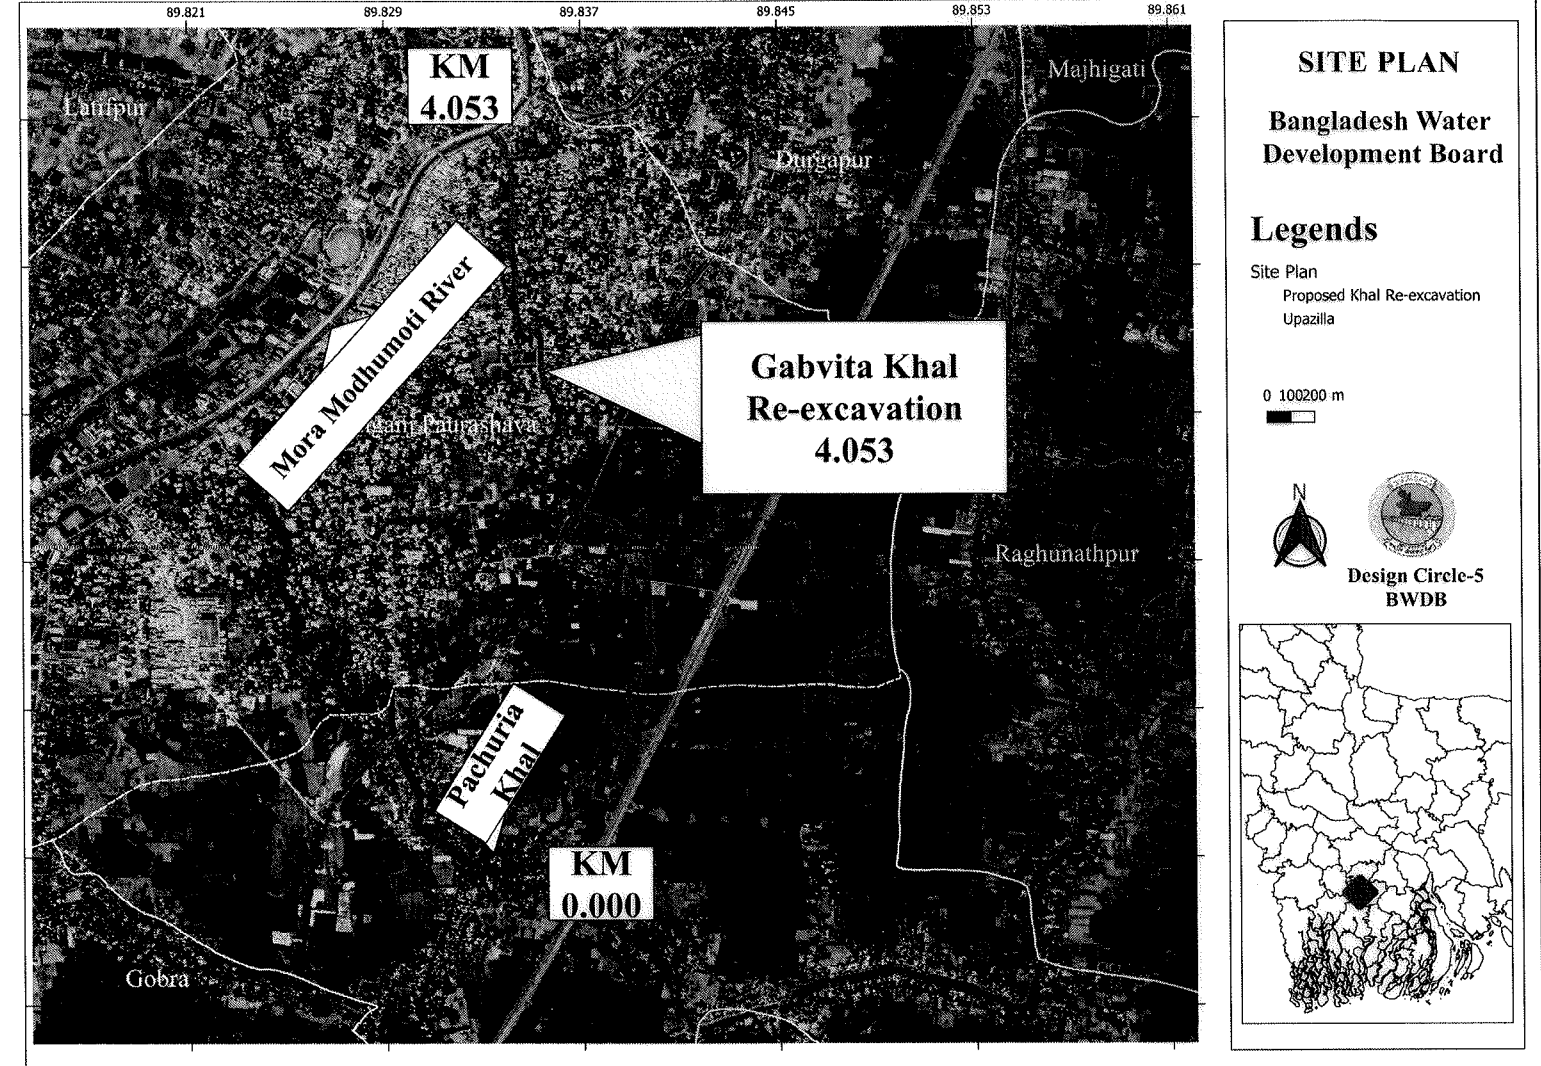 89.821 89.829 89.837 89.845 89.853 89.861
KM
4.053
Latifpur
Majhigati
Durgapur
Mora Modhumoti River
Gabvita Khal
Re-excavation
4.053
Paurashava
Raghunathpur
Pachuria
Khal
KM
0.000
Gobra
SITE PLAN
Bangladesh Water
Development Board
Legends
Site Plan
Proposed Khal Re-excavation
Upazilla
0 100200 m
N
Design Circle-5
BWDB